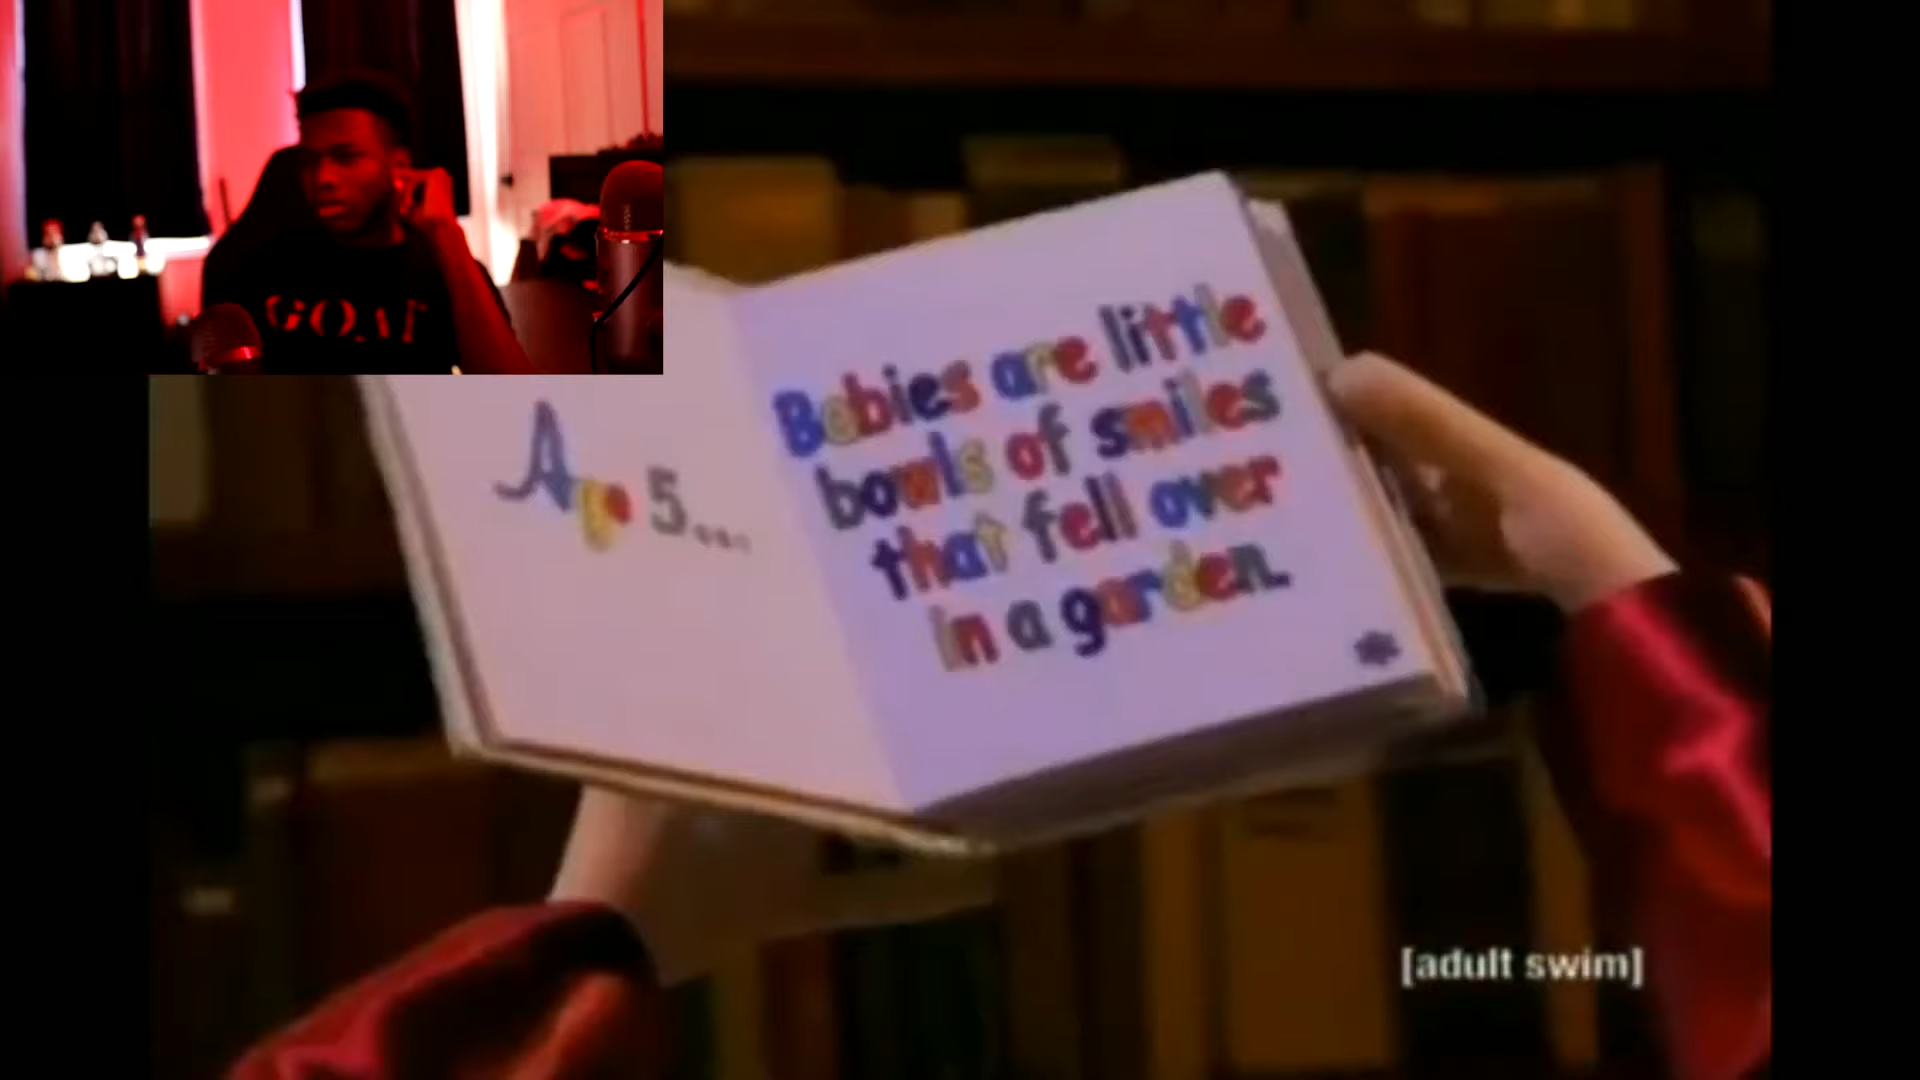 GOAT
Age 5...
Babies are little
bowls of smiles
that fell over
in a garden.
[adult swim]